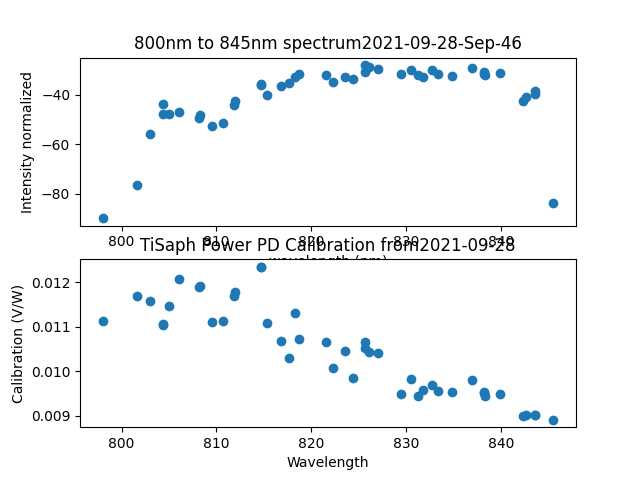 800nm to 845nm spectrum2021-09-28-Sep-46
Intensity normalized
−40
−60
−80
800 810 820 830 840
wavelength (nm)
TiSaph Power PD Calibration from2021-09-28
Calibration (V/W)
0.012
0.011
0.010
0.009
800 810 820 830 840
Wavelength